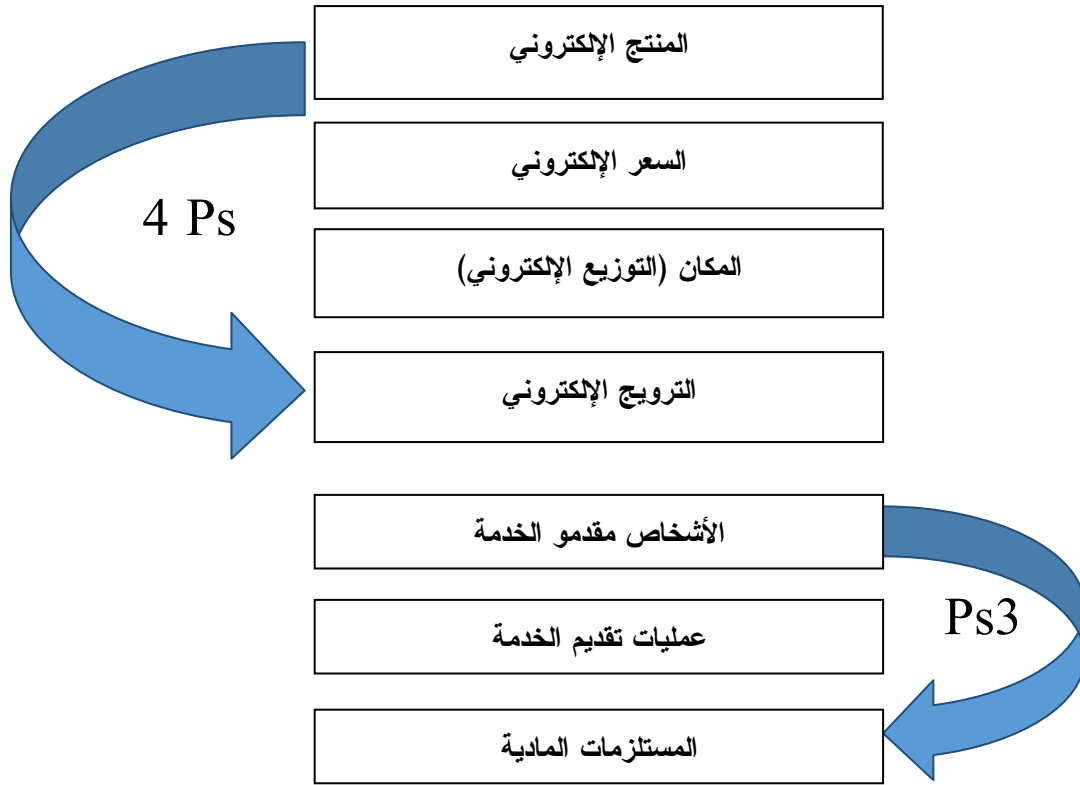 المنتج الإلكتروني
السعر الإلكتروني
4 Ps
المكان (التوزيع الإلكتروني)
الترويج الإلكتروني
الأشخاص مقدمو الخدمة
Ps3
عمليات تقديم الخدمة
المستلزمات المادية